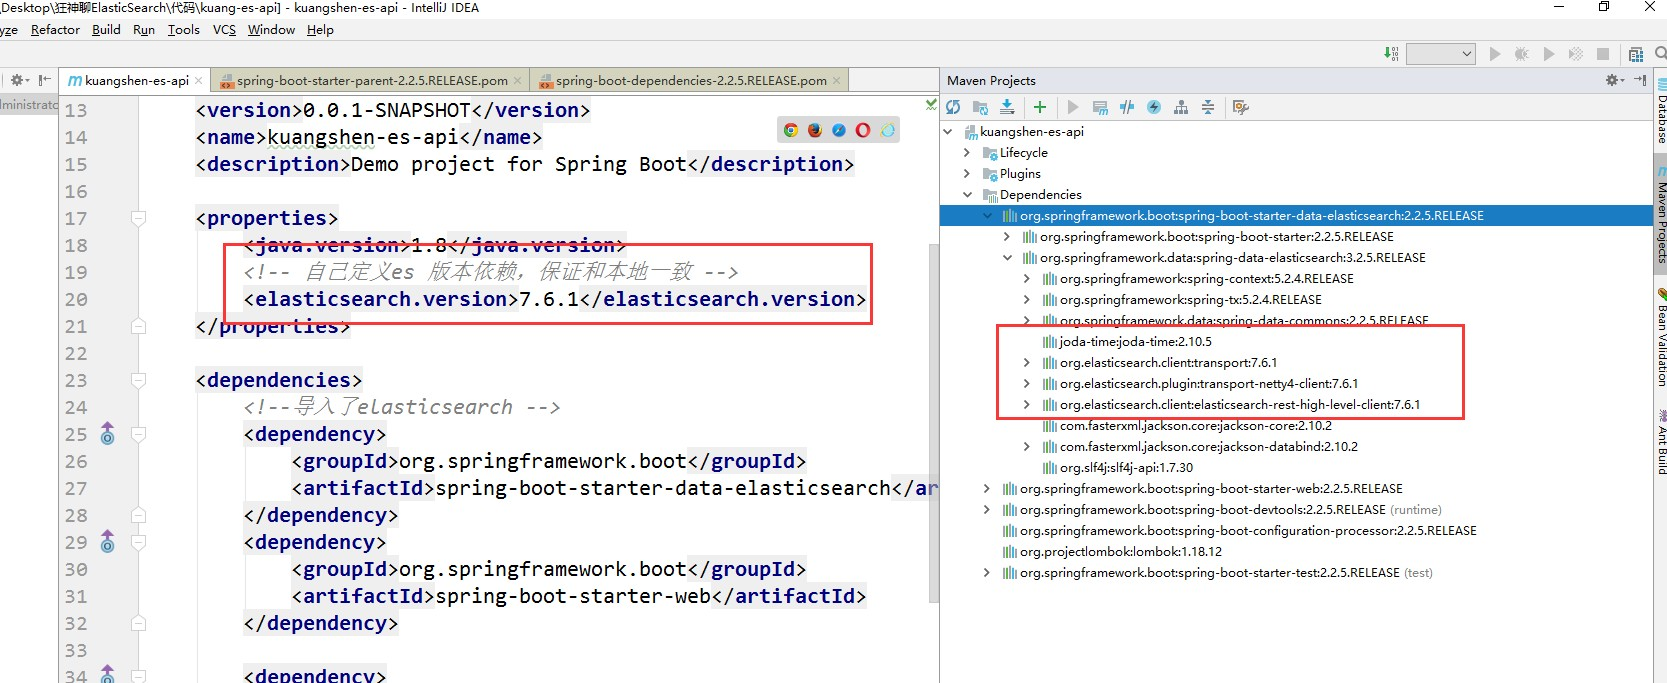 \Desktop\狂神聊ElasticSearch\代码\kuang-es-api] - kuangshen-es-api - IntelliJ IDEA
yze Refactor Build Run Tools VCS Window Help
kuangshen-es-api spring-boot-starter-parent-2.2.5.RELEASE.pom spring-boot-dependencies-2.2.5.RELEASE.pom
ministratc
13 <version>0.0.1-SNAPSHOT</version>
14 <name>kuangshen-es-api</name>
15 <description>Demo project for Spring Boot</description>
16
17 <properties>
18 <java.version>1.8</java.version>
19 <!-- 自己定义es 版本依赖，保证和本地一致 -->
20 <elasticsearch.version>7.6.1</elasticsearch.version>
21 </properties>
22
23 <dependencies>
24 <!--导入了elasticsearch -->
25 <dependency>
26 <groupId>org.springframework.boot</groupId>
27 <artifactId>spring-boot-starter-data-elasticsearch</ar
28 </dependency>
29 <dependency>
30 <groupId>org.springframework.boot</groupId>
31 <artifactId>spring-boot-starter-web</artifactId>
32 </dependency>
33
34 <dependency>
Maven Projects
kuangshen-es-api
Lifecycle
Plugins
Dependencies
org.springframework.boot:spring-boot-starter-data-elasticsearch:2.2.5.RELEASE
org.springframework.boot:spring-boot-starter:2.2.5.RELEASE
org.springframework.data:spring-data-elasticsearch:3.2.5.RELEASE
org.springframework:spring-context:5.2.4.RELEASE
org.springframework:spring-tx:5.2.4.RELEASE
org.springframework.data:spring-data-commons:2.2.5.RELEASE
joda-time:joda-time:2.10.5
org.elasticsearch.client:transport:7.6.1
org.elasticsearch.plugin:transport-netty4-client:7.6.1
org.elasticsearch.client:elasticsearch-rest-high-level-client:7.6.1
com.fasterxml.jackson.core:jackson-core:2.10.2
com.fasterxml.jackson.core:jackson-databind:2.10.2
org.slf4j:slf4j-api:1.7.30
org.springframework.boot:spring-boot-starter-web:2.2.5.RELEASE
org.springframework.boot:spring-boot-devtools:2.2.5.RELEASE (runtime)
org.springframework.boot:spring-boot-configuration-processor:2.2.5.RELEASE
org.projectlombok:lombok:1.18.12
org.springframework.boot:spring-boot-starter-test:2.2.5.RELEASE (test)
Database
Maven Projects
Bean Validation
Ant Build